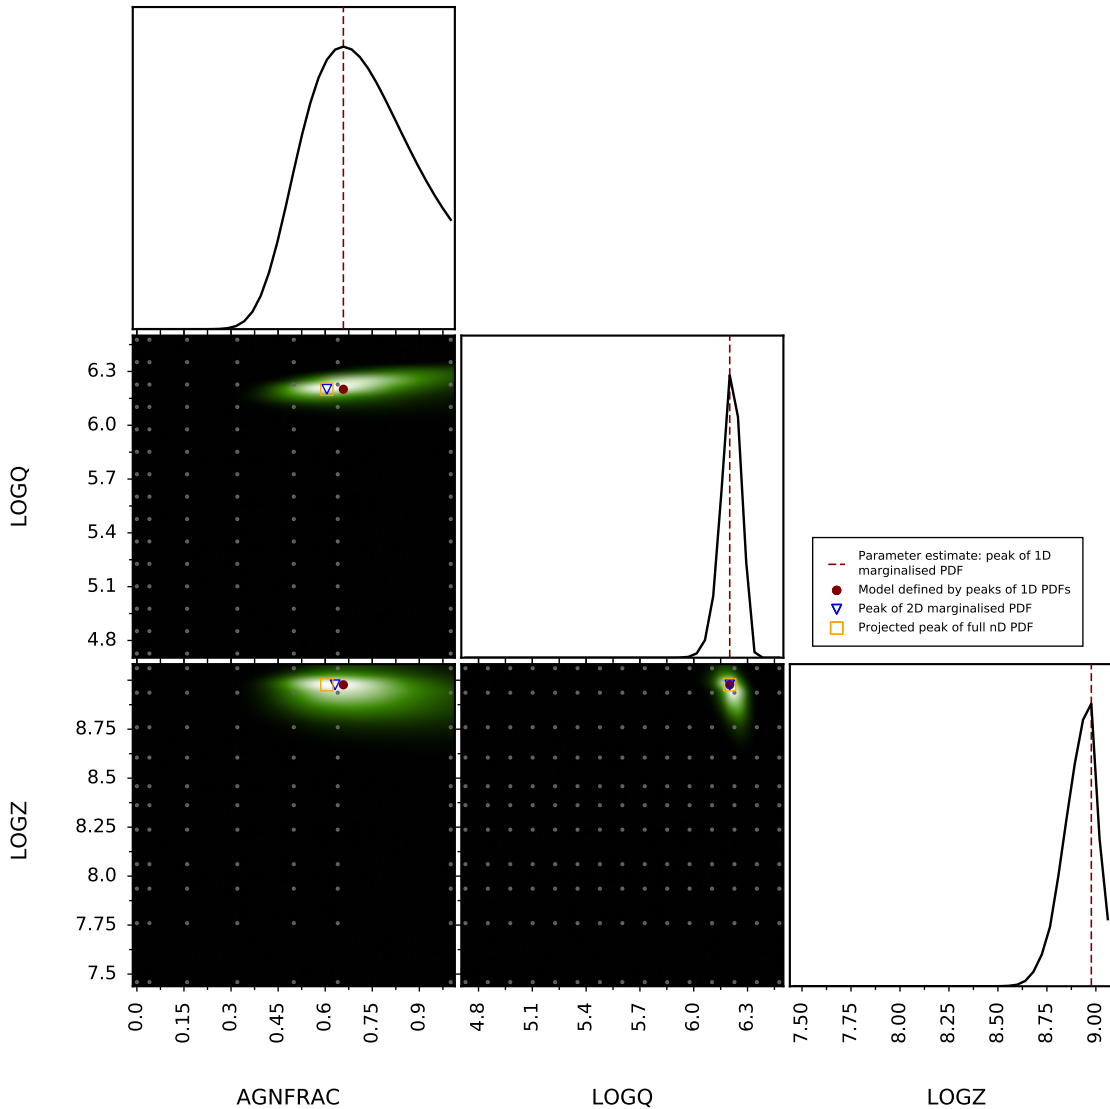 6.3
6.0
5.7
5.4
5.1
4.8
LOGQ
Parameter estimate: peak of 1D
marginalised PDF
Model defined by peaks of 1D PDFs
Peak of 2D marginalised PDF
Projected peak of full nD PDF
8.75
8.5
8.25
8.0
7.75
7.5
LOGZ
0.0 0.15 0.3 0.45 0.6 0.75 0.9
4.8 5.1 5.4 5.7 6.0 6.3
7.50 7.75 8.00 8.25 8.50 8.75 9.00
AGNFRAC LOGQ LOGZ